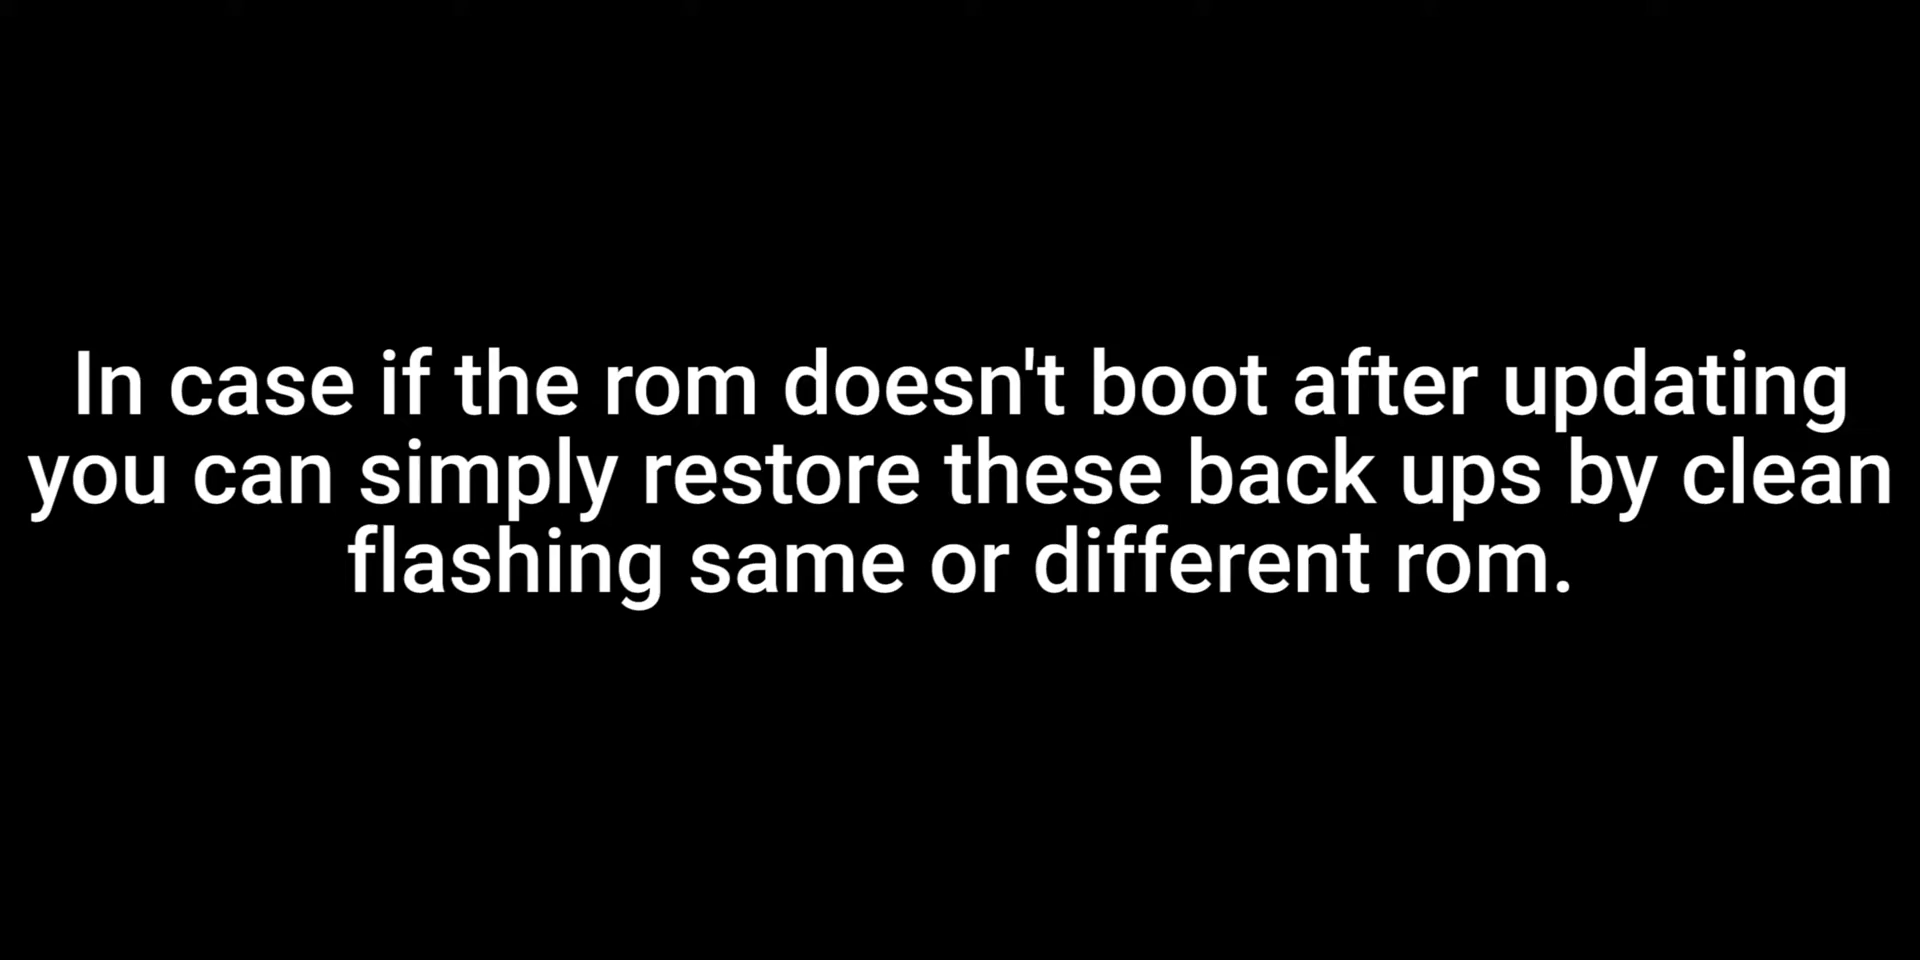 In case if the rom doesn't boot after updating
you can simply restore these back ups by clean
flashing same or different rom.